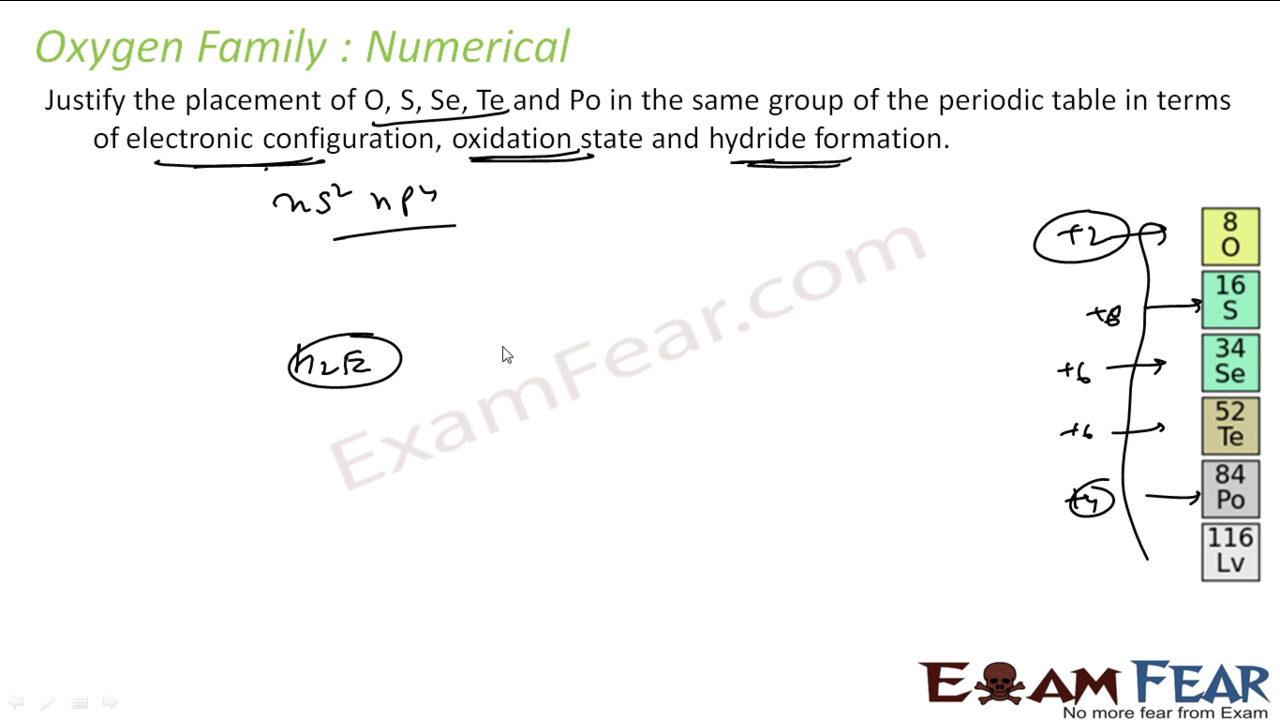 Oxygen Family : Numerical
Justify the placement of O, S, Se, Te and Po in the same group of the periodic table in terms
of electronic configuration, oxidation state and hydride formation.
ns² np⁴
+2
8
O
+8
16
S
H₂E
+6
34
Se
+6
52
Te
+4
84
Po
116
Lv
ExamFear.com
EXAM FEAR
No more fear from Exam